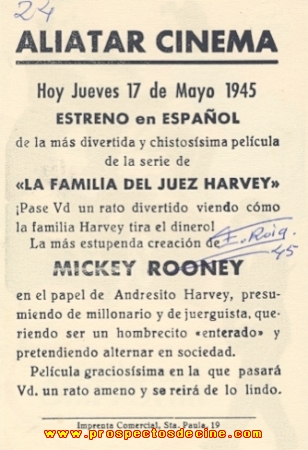 24
ALIATAR CINEMA
Hoy Jueves 17 de Mayo 1945
ESTRENO en ESPAÑOL
de la más divertida y chistosísima película
de la serie de
«LA FAMILIA DEL JUEZ HARVEY»
¡Pase Vd un rato divertido viendo cómo
la familia Harvey tira el dinero!
La más estupenda creación de
E. Roig.
45
MICKEY ROONEY
en el papel de Andresito Harvey, presu-
miendo de millonario y de juerguista, que-
riendo ser un hombrecito «enterado» y
pretendiendo alternar en sociedad.
Película graciosísima en la que pasará
Vd. un rato ameno y se reirá de lo lindo.
Imprenta Comercial, Sta. Paula, 19
www.prospectosdecine.com